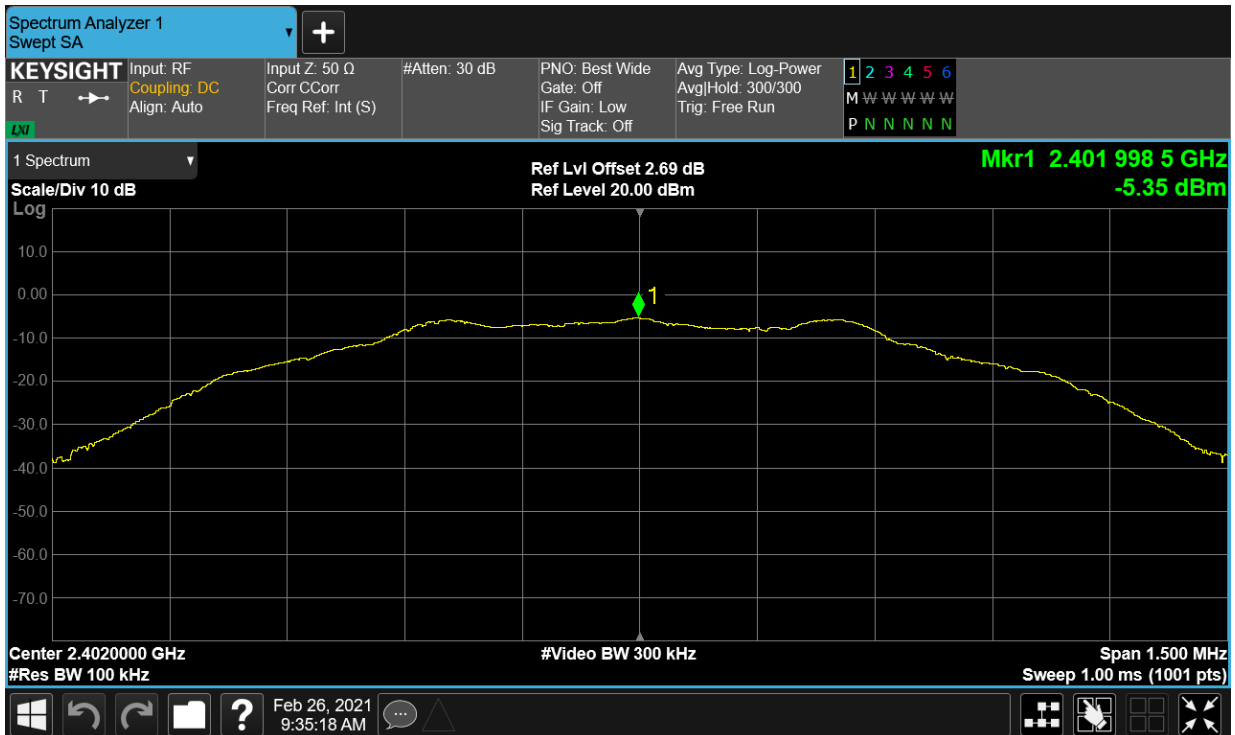 Spectrum Analyzer 1
Swept SA
+
KEYSIGHT
R T
LXI
Input: RF
Coupling: DC
Align: Auto
Input Z: 50 Ω
Corr CCorr
Freq Ref: Int (S)
#Atten: 30 dB
PNO: Best Wide
Gate: Off
IF Gain: Low
Sig Track: Off
Avg Type: Log-Power
Avg|Hold: 300/300
Trig: Free Run
1 2 3 4 5 6
M W W W W W
P N N N N N
1 Spectrum
Scale/Div 10 dB
Log
Ref Lvl Offset 2.69 dB
Ref Level 20.00 dBm
Mkr1 2.401 998 5 GHz
-5.35 dBm
10.0
0.00
-10.0
-20.0
-30.0
-40.0
-50.0
-60.0
-70.0
1
Center 2.4020000 GHz
#Res BW 100 kHz
#Video BW 300 kHz
Span 1.500 MHz
Sweep 1.00 ms (1001 pts)
?
Feb 26, 2021
9:35:18 AM